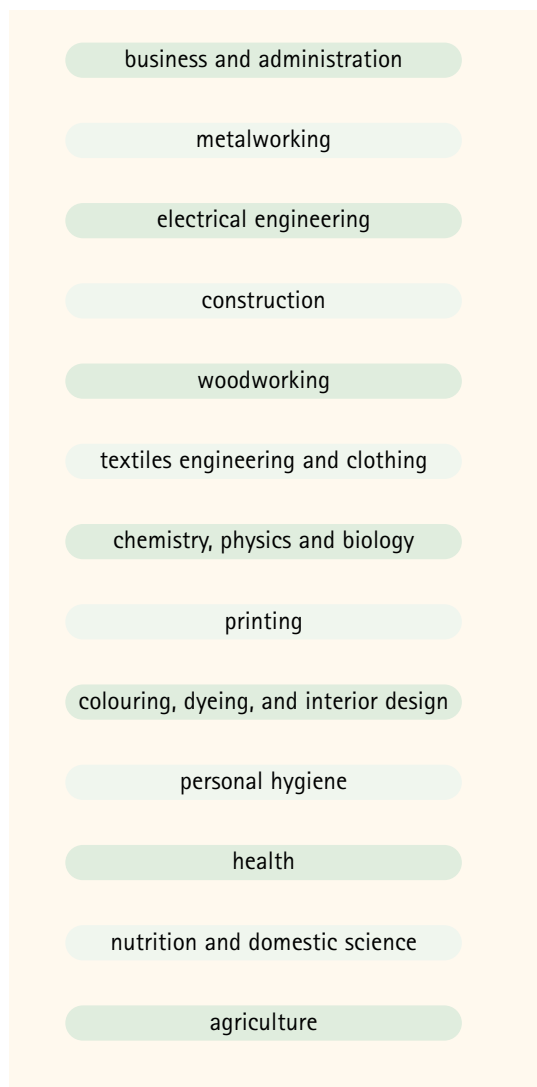 business and administration
metalworking
electrical engineering
construction
woodworking
textiles engineering and clothing
chemistry, physics and biology
printing
colouring, dyeing, and interior design
personal hygiene
health
nutrition and domestic science
agriculture